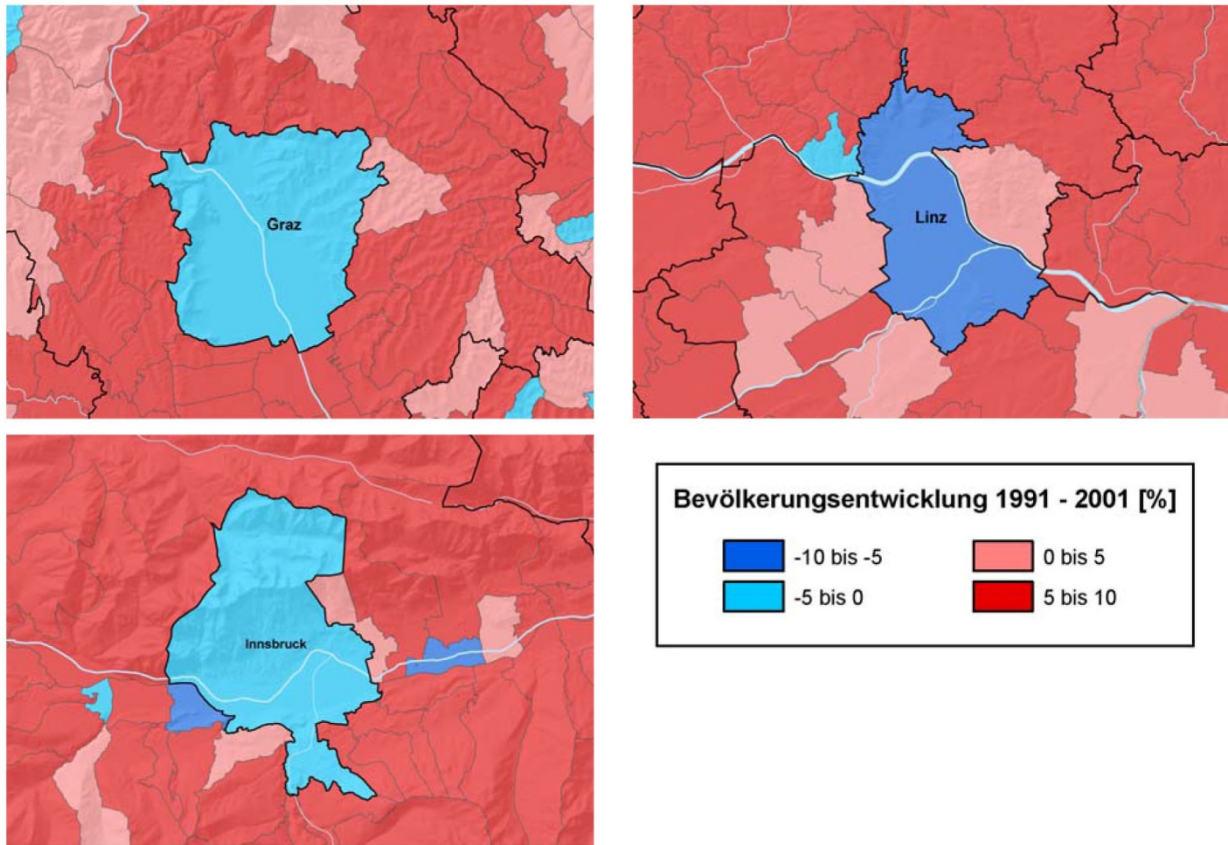 Graz
Linz
Innsbruck
Bevölkerungsentwicklung 1991 - 2001 [%]
-10 bis -5
0 bis 5
-5 bis 0
5 bis 10